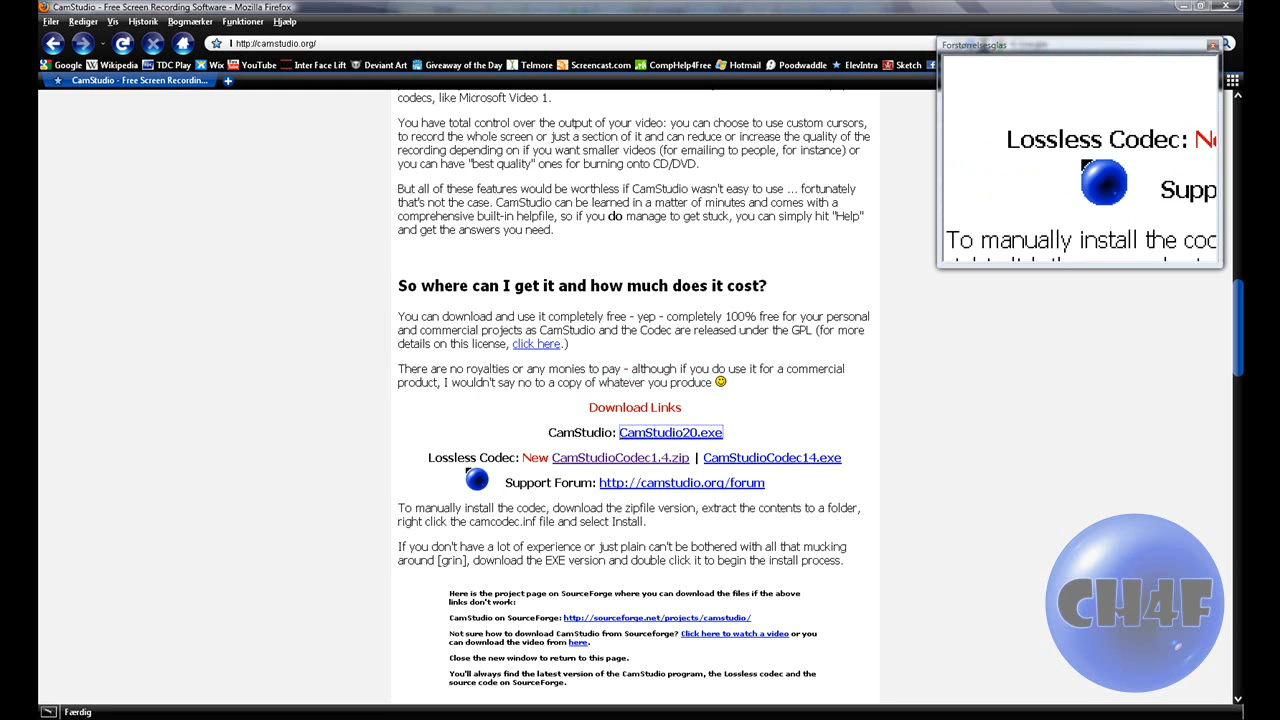 CamStudio - Free Screen Recording Software - Mozilla Firefox
Filer Rediger Vis Historik Bogmærker Funktioner Hjælp
http://camstudio.org/
Google Wikipedia TDC Play Wix YouTube Inter Face Lift Deviant Art Giveaway of the Day Telmore Screencast.com CompHelp4Free Hotmail Poodwaddle ElevIntra Sketch
CamStudio - Free Screen Recordin...
Forstørrelsesglas
Lossless Codec:
Supp
To manually install the coc
codecs, like Microsoft Video 1.
You have total control over the output of your video: you can choose to use custom cursors,
to record the whole screen or just a section of it and can reduce or increase the quality of the
recording depending on if you want smaller videos (for emailing to people, for instance) or
you can have "best quality" ones for burning onto CD/DVD.
But all of these features would be worthless if CamStudio wasn't easy to use ... fortunately
that's not the case. CamStudio can be learned in a matter of minutes and comes with a
comprehensive built-in helpfile, so if you do manage to get stuck, you can simply hit "Help"
and get the answers you need.
So where can I get it and how much does it cost?
You can download and use it completely free - yep - completely 100% free for your personal
and commercial projects as CamStudio and the Codec are released under the GPL (for more
details on this license, click here.)
There are no royalties or any monies to pay - although if you do use it for a commercial
product, I wouldn't say no to a copy of whatever you produce
Download Links
CamStudio: CamStudio20.exe
Lossless Codec: New CamStudioCodec1.4.zip | CamStudioCodec14.exe
Support Forum: http://camstudio.org/forum
To manually install the codec, download the zipfile version, extract the contents to a folder,
right click the camcodec.inf file and select Install.
If you don't have a lot of experience or just plain can't be bothered with all that mucking
around [grin], download the EXE version and double click it to begin the install process.
Here is the project page on SourceForge where you can download the files if the above
links don't work:
CamStudio on SourceForge: http://sourceforge.net/projects/camstudio/
Not sure how to download CamStudio from Sourceforge? Click here to watch a video or you
can download the video from here.
Close the new window to return to this page.
You'll always find the latest version of the CamStudio program, the Lossless codec and the
source code on SourceForge.
CH4F
Færdig